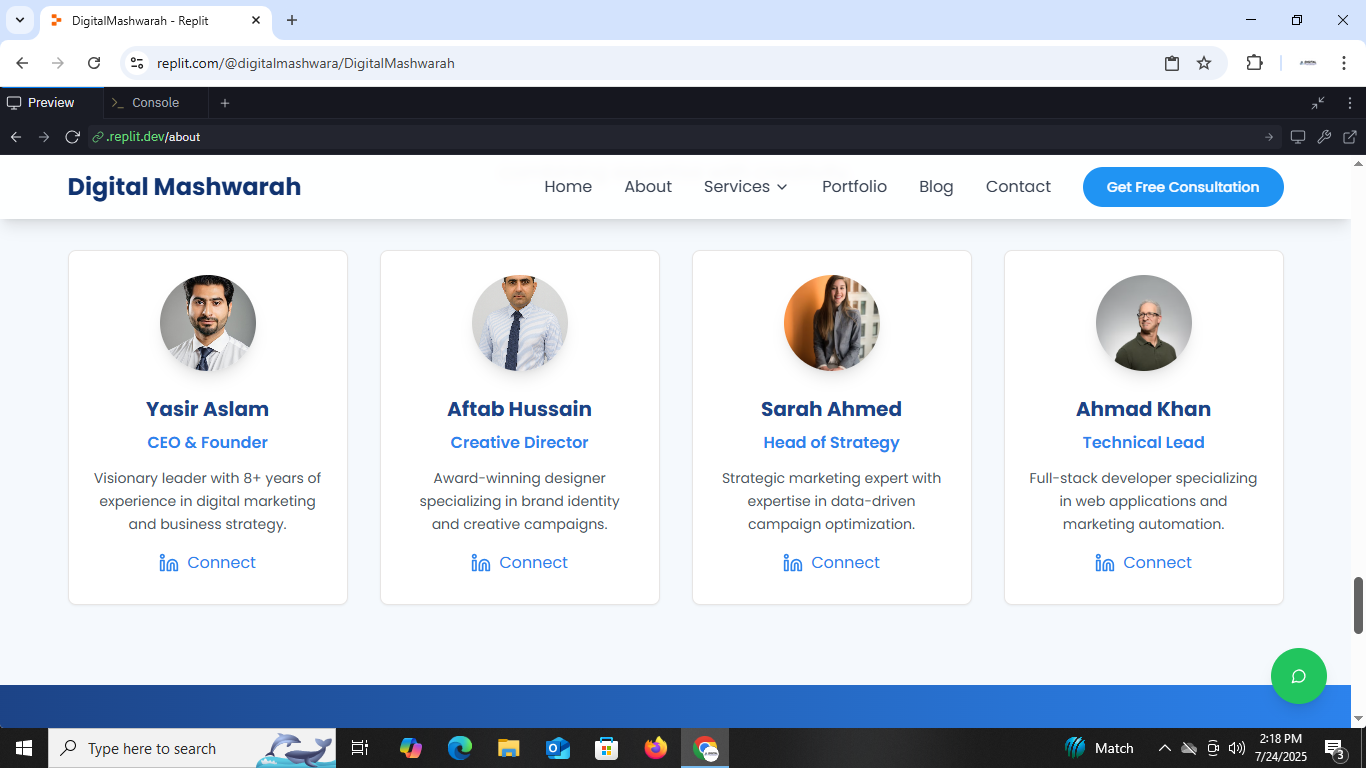 DigitalMashwarah - Replit
replit.com/@digitalmashwara/DigitalMashwarah
Preview
Console
.replit.dev/about
Digital Mashwarah
Home
About
Services
Portfolio
Blog
Contact
Get Free Consultation
Yasir Aslam
CEO & Founder
Visionary leader with 8+ years of
experience in digital marketing
and business strategy.
Connect
Aftab Hussain
Creative Director
Award-winning designer
specializing in brand identity
and creative campaigns.
Connect
Sarah Ahmed
Head of Strategy
Strategic marketing expert with
expertise in data-driven
campaign optimization.
Connect
Ahmad Khan
Technical Lead
Full-stack developer specializing
in web applications and
marketing automation.
Connect
Type here to search
Match
2:18 PM
7/24/2025
3